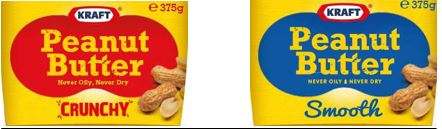 KRAFT ® ℮ 375g
Peanut
Butter
Never Oily, Never Dry
CRUNCHY
KRAFT ® ℮ 375g
Peanut
Butter
NEVER OILY & NEVER DRY
Smooth